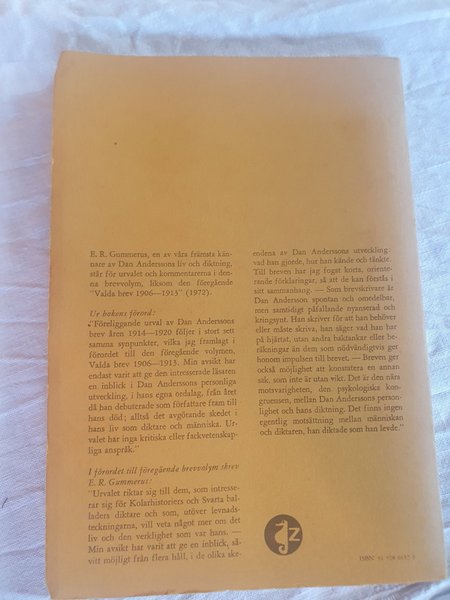 E. R. Gummerus, en av våra främsta kän-
nare av Dan Anderssons liv och diktning,
står för urvalet och kommentarerna i den-
na brevvolym, liksom den föregående
"Valda brev 1906—1913" (1972).
Ur bokens förord:
"Föreliggande urval av Dan Anderssons
brev åren 1914—1920 följer i stort sett
samma synpunkter, vilka jag framlagt i
förordet till den föregående volymen,
Valda brev 1906—1913. Min avsikt har
endast varit att ge den intresserade läsaten
en inblick i Dan Anderssons personliga
utveckling, i hans egna ordalag, från året
då han debuterade som författare fram till
hans död; alltså det avgörande skedet i
hans liv som diktare och människa. Ur-
valet har inga kritiska eller fackvetenskap-
liga anspråk."
I förordet till föregående brevvolym skrev
E. R. Gummerus:
"Urvalet riktar sig till dem, som intresse-
rar sig för Kolarhistoriers och Svarta bal-
laders diktare och som, utöver levnads-
teckningarna, vill veta något mer om det
liv och den verklighet som var hans. —
Min avsikt har varit att ge en inblick, så-
vitt möjligt från flera håll, i de olika ske-
endena av Dan Anderssons utveckling:
vad han gjorde, hur han kände och tänkte.
Till breven har jag fogat korta, oriente-
rande förklaringar, så att de kan förstås i
sitt sammanhang. — Som brevskrivare är
Dan Andersson spontan och omedelbar,
men samtidigt påfallande nyanserad och
kringsynt. Han skriver för att han behöver
eller måste skriva, han säger vad han har
på hjärtat, utan andra baktankar eller be-
räkningar än dem som nödvändigtvis ger
honom impulsen till brevet. — Breven ger
också möjlighet att konstatera en annan
sak, som inte är utan vikt. Det är den nära
motsvarigheten, den psykologiska kon-
gruensen, mellan Dan Anderssons person-
lighet och hans diktning. Det finns ingen
egentlig motsättning mellan människan
och diktaren, han diktade som han levde."
Z
ISBN 91